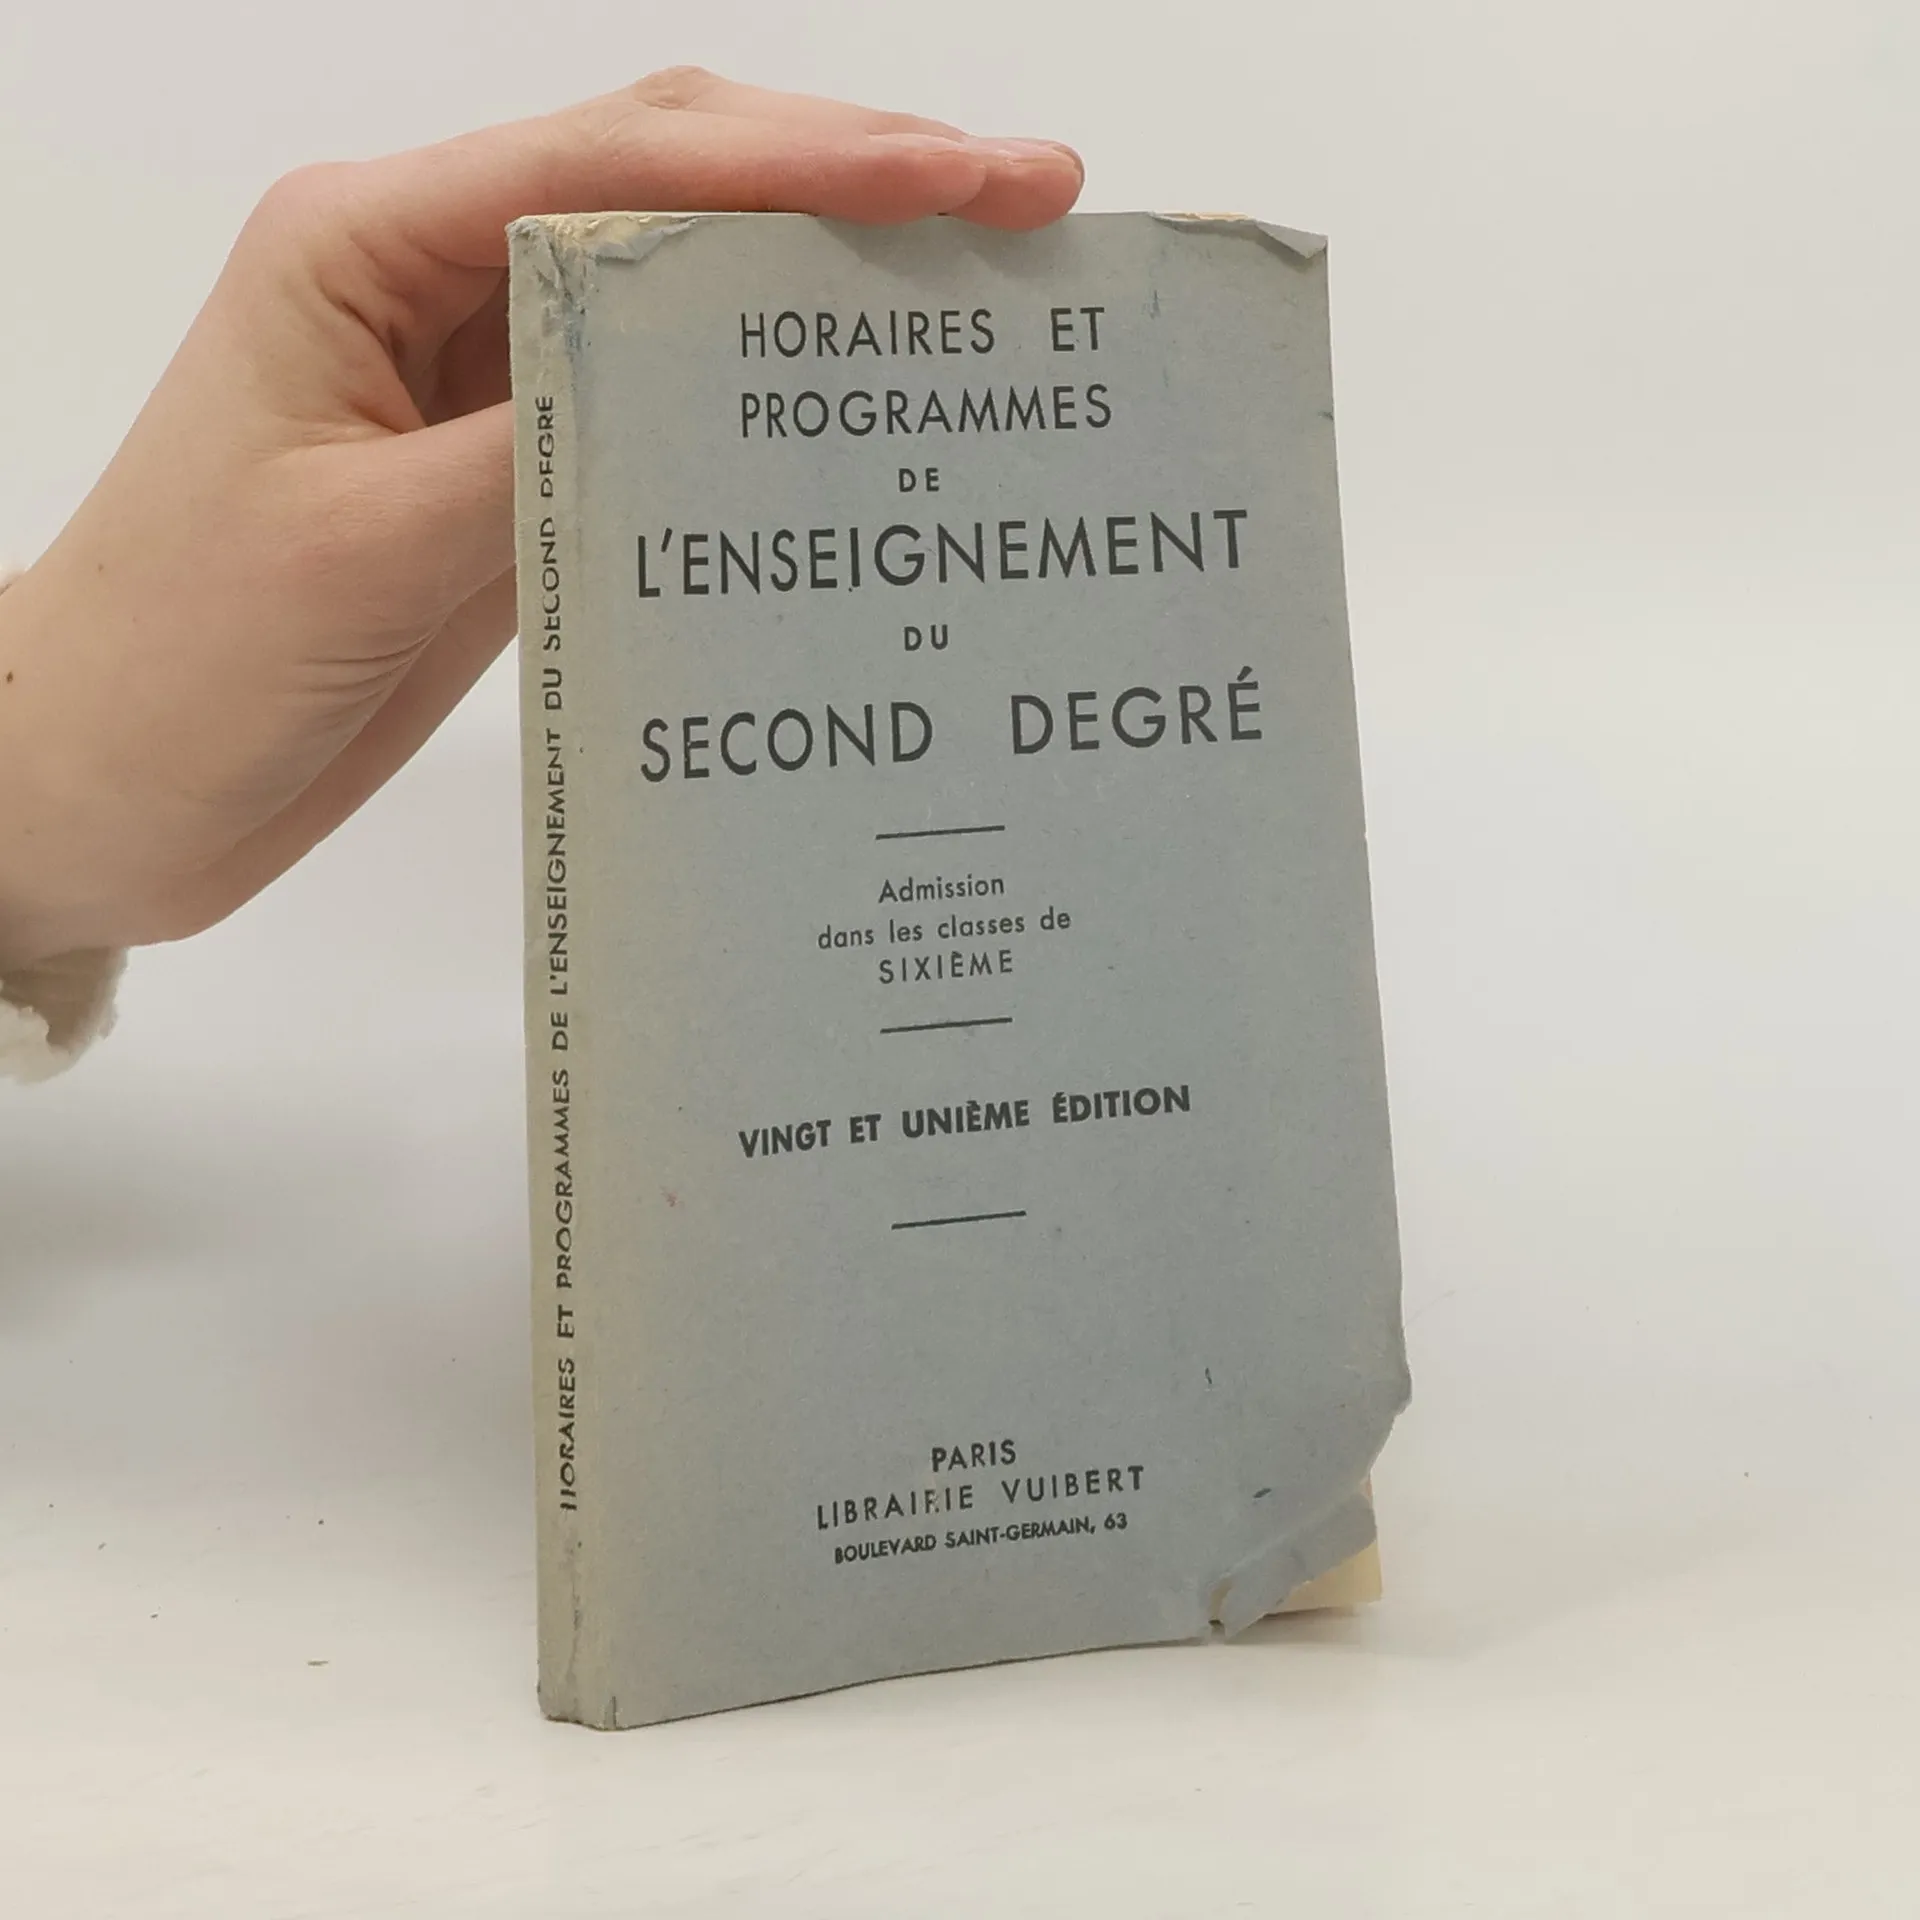 HORAIRES ET PROGRAMMES DE L'ENSEIGNEMENT DU SECOND DEGRÉ
HORAIRES ET
PROGRAMMES
DE
L'ENSEIGNEMENT
DU
SECOND DEGRÉ
Admission
dans les classes de
SIXIÈME
VINGT ET UNIÈME ÉDITION
PARIS
LIBRAIRIE VUIBERT
BOULEVARD SAINT-GERMAIN, 63